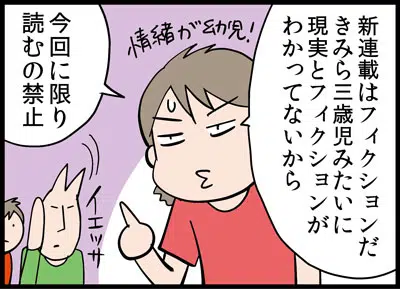 新連載はフィクションだ
きみら三歳児みたいに
現実とフィクションが
わかってないから
情緒が幼児!
今回に限り
読むの禁止
イエッサ